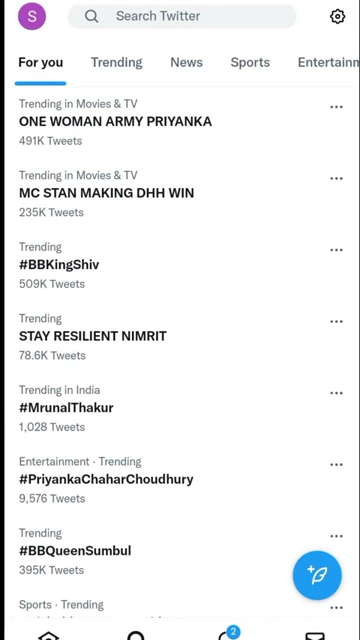 S
Search Twitter
For you Trending News Sports Entertainm
Trending in Movies & TV
ONE WOMAN ARMY PRIYANKA
491K Tweets
Trending in Movies & TV
MC STAN MAKING DHH WIN
235K Tweets
Trending
#BBKingShiv
509K Tweets
Trending
STAY RESILIENT NIMRIT
78.6K Tweets
Trending in India
#MrunalThakur
1,028 Tweets
Entertainment · Trending
#PriyankaChaharChoudhury
9,576 Tweets
Trending
#BBQueenSumbul
395K Tweets
Sports · Trending
2